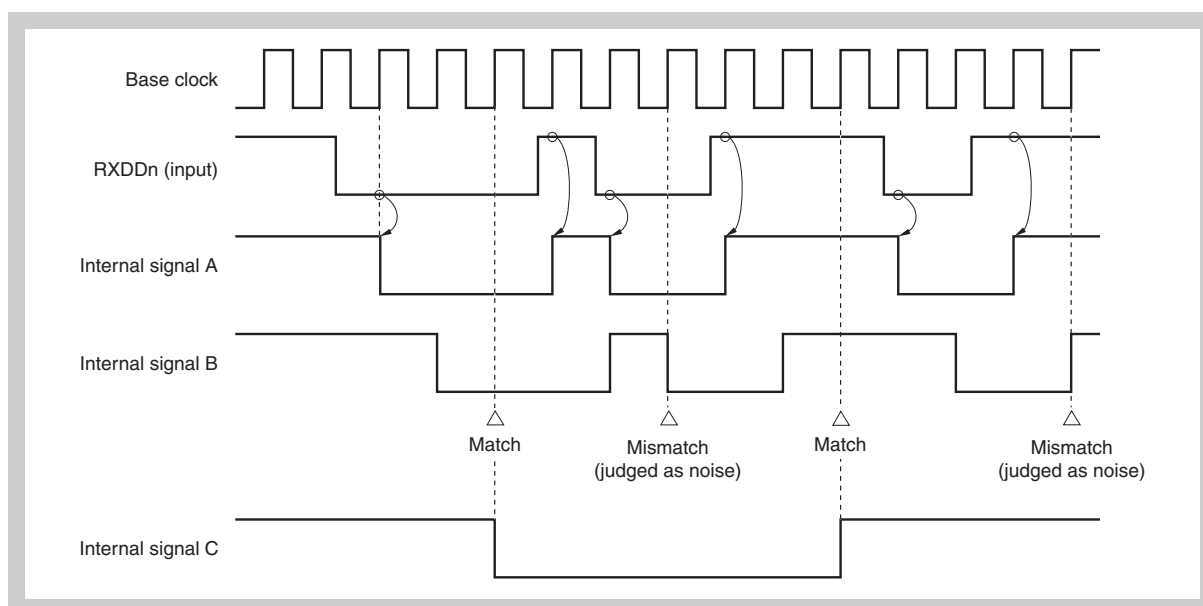 Base clock
RXDDn (input)
Internal signal A
Internal signal B
Match
Mismatch
(judged as noise)
Match
Mismatch
(judged as noise)
Internal signal C